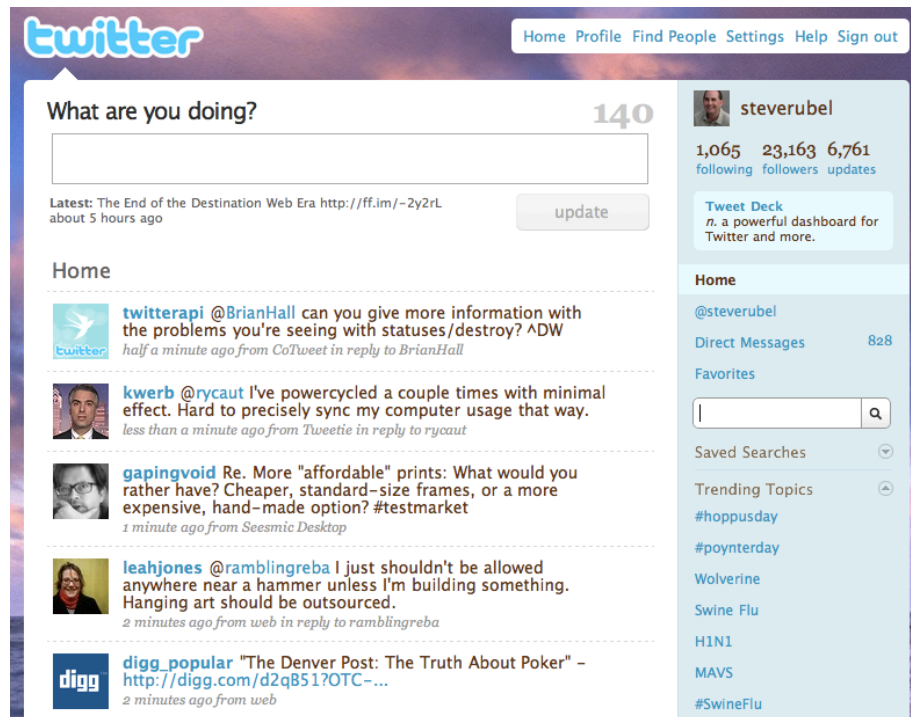 twitter
Home Profile Find People Settings Help Sign out
What are you doing?
140
Latest: The End of the Destination Web Era http://ff.im/-2y2rL
about 5 hours ago
update
Home
twitter
twitterapi @BrianHall can you give more information with
the problems you're seeing with statuses/destroy? ^DW
half a minute ago from CoTweet in reply to BrianHall
kwerb @rycaut I've powercycled a couple times with minimal
effect. Hard to precisely sync my computer usage that way.
less than a minute ago from Tweetie in reply to rycaut
gapingvoid Re. More "affordable" prints: What would you
rather have? Cheaper, standard-size frames, or a more
expensive, hand-made option? #testmarket
1 minute ago from Seesmic Desktop
leahjones @ramblingreba I just shouldn't be allowed
anywhere near a hammer unless I'm building something.
Hanging art should be outsourced.
2 minutes ago from web in reply to ramblingreba
digg
digg_popular "The Denver Post: The Truth About Poker" -
http://digg.com/d2qB51?OTC-...
2 minutes ago from web
steverubel
1,065 23,163 6,761
following followers updates
Tweet Deck
n. a powerful dashboard for
Twitter and more.
Home
@steverubel
Direct Messages 828
Favorites
Saved Searches
Trending Topics
#hoppusday
#poynterday
Wolverine
Swine Flu
H1N1
MAVS
#SwineFlu